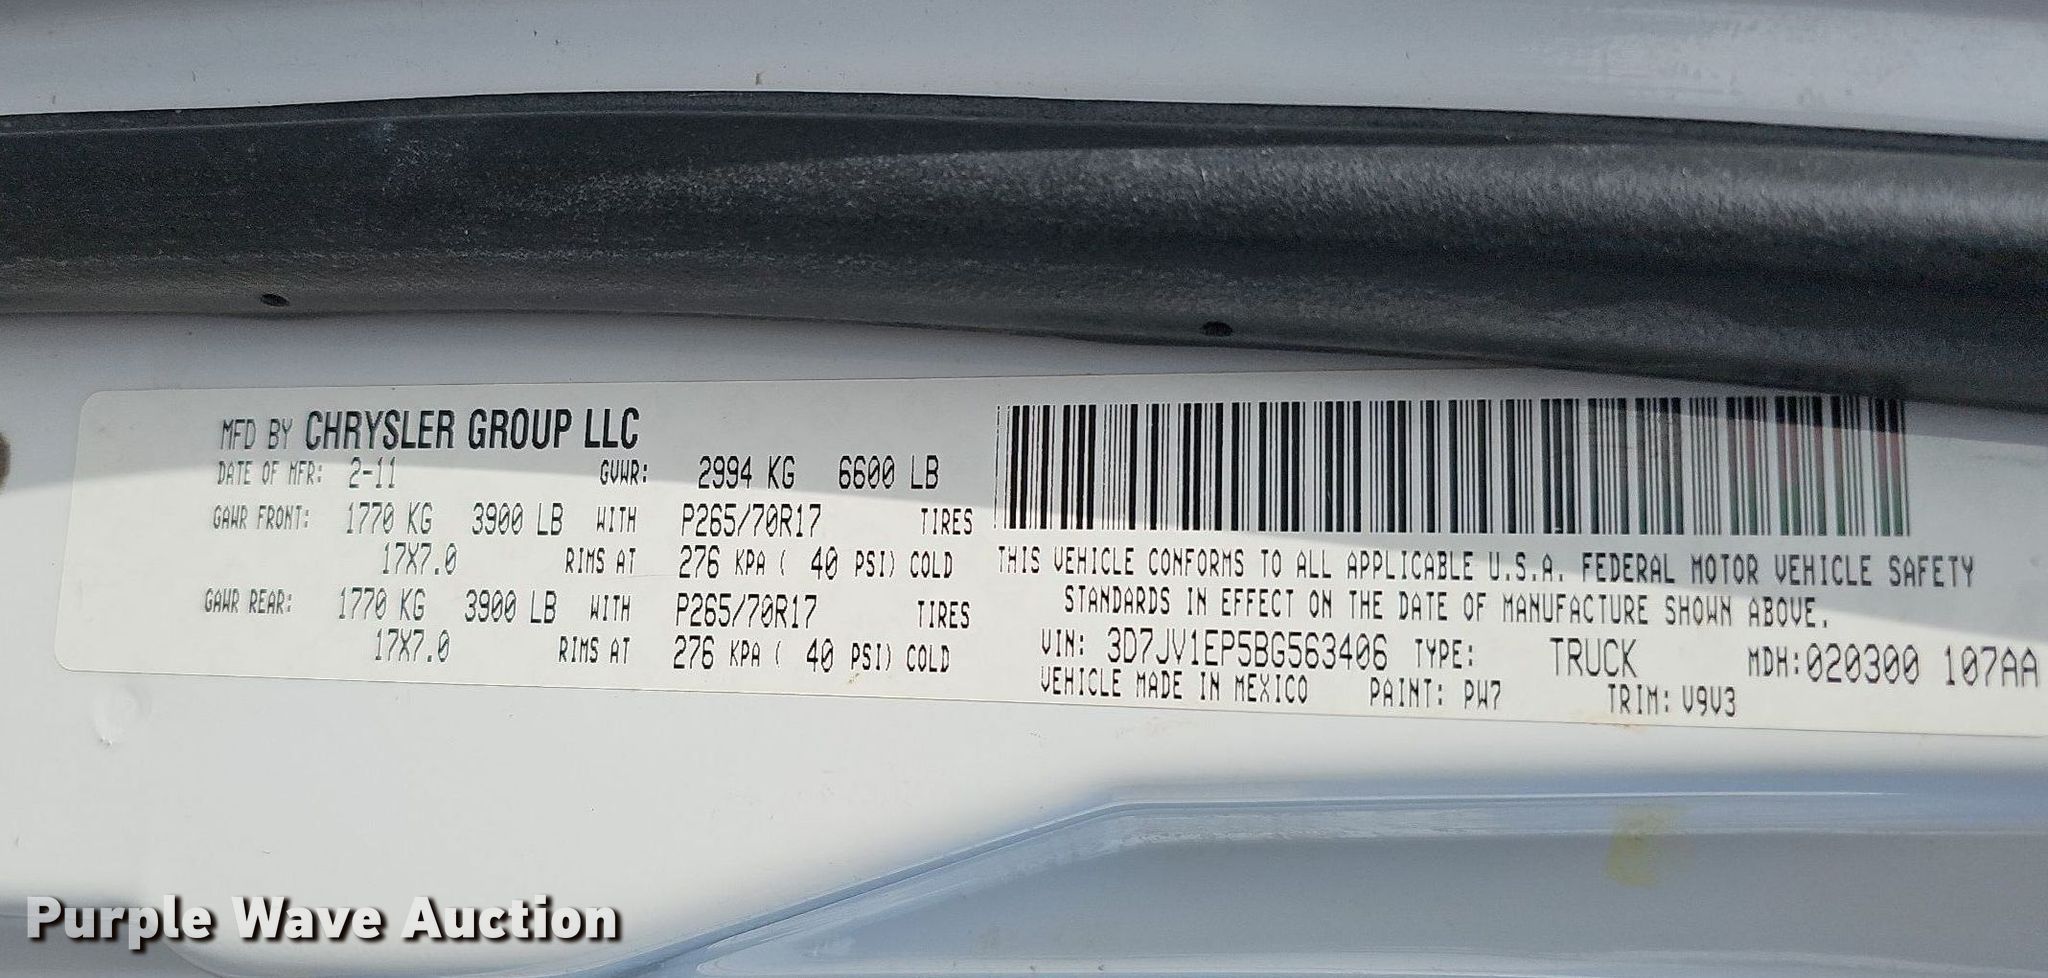 MFD BY CHRYSLER GROUP LLC
DATE OF MFR: 2-11 GVWR: 2994 KG 6600 LB
GAWR FRONT: 1770 KG 3900 LB WITH P265/70R17 TIRES
17X7.0 RIMS AT 276 KPA ( 40 PSI) COLD
GAWR REAR: 1770 KG 3900 LB WITH P265/70R17 TIRES
17X7.0 RIMS AT 276 KPA ( 40 PSI) COLD
THIS VEHICLE CONFORMS TO ALL APPLICABLE U.S.A. FEDERAL MOTOR VEHICLE SAFETY
STANDARDS IN EFFECT ON THE DATE OF MANUFACTURE SHOWN ABOVE.
VIN: 3D7JV1EP5BG563406 TYPE: TRUCK MDH:020300 107AA
VEHICLE MADE IN MEXICO PAINT: PW7 TRIM: V9V3
Purple Wave Auction